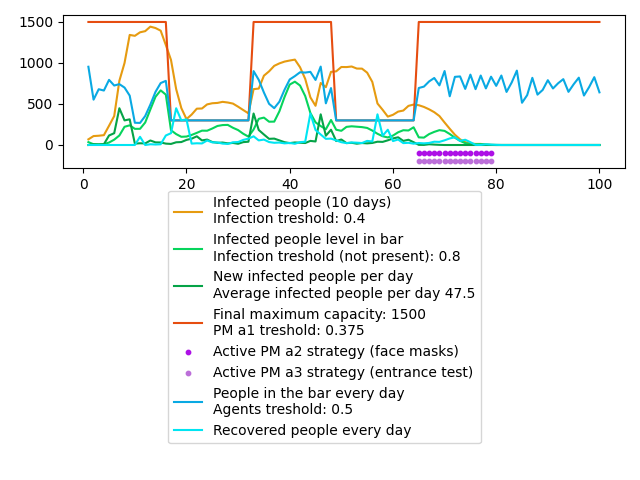 1500
1000
500
0
0
20
40
60
80
100
Infected people (10 days)
Infection treshold: 0.4
Infected people level in bar
Infection treshold (not present): 0.8
New infected people per day
Average infected people per day 47.5
Final maximum capacity: 1500
PM a1 treshold: 0.375
Active PM a2 strategy (face masks)
Active PM a3 strategy (entrance test)
People in the bar every day
Agents treshold: 0.5
Recovered people every day